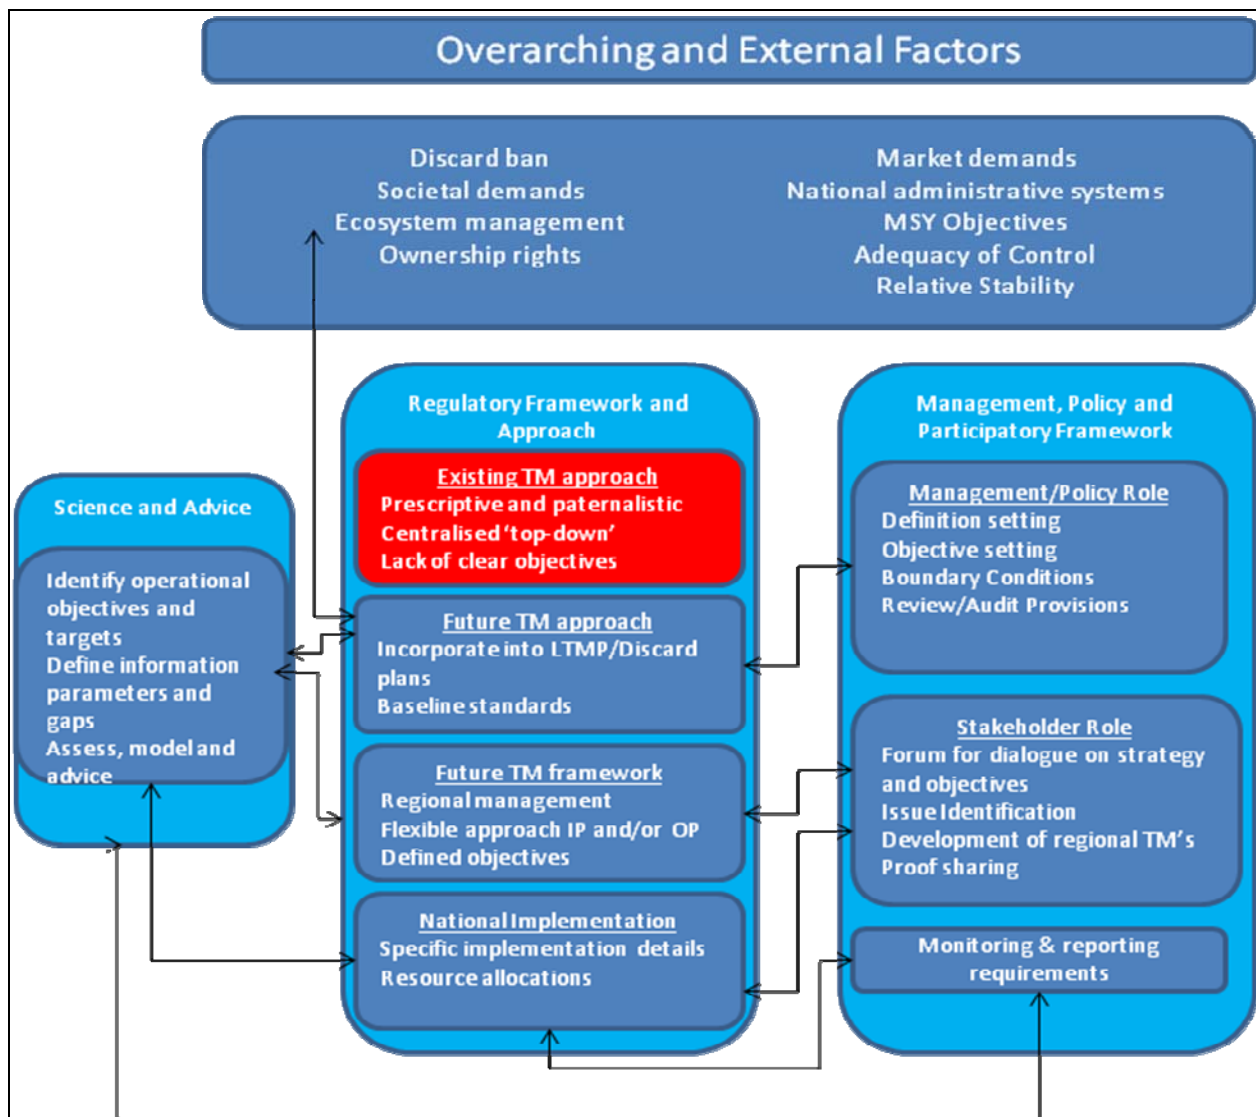 Overarching and External Factors
Discard ban
Societal demands
Ecosystem management
Ownership rights
Market demands
National administrative systems
MSY Objectives
Adequacy of Control
Relative Stability
Science and Advice
Identify operational
objectives and
targets
Define information
parameters and
gaps
Assess, model and
advice
Regulatory Framework and
Approach
Existing TM approach
Prescriptive and paternalistic
Centralised ‘top-down’
Lack of clear objectives
Future TM approach
Incorporate into LTMP/Discard
plans
Baseline standards
Future TM framework
Regional management
Flexible approach IP and/or OP
Defined objectives
National Implementation
Specific implementation details
Resource allocations
Management, Policy and
Participatory Framework
Management/Policy Role
Definition setting
Objective setting
Boundary Conditions
Review/Audit Provisions
Stakeholder Role
Forum for dialogue on strategy
and objectives
Issue Identification
Development of regional TM’s
Proof sharing
Monitoring & reporting
requirements